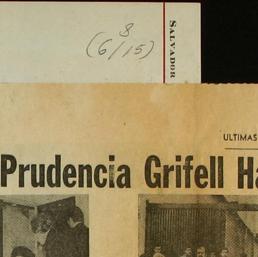 8
(6/15)
SALVADOR
ULTIMAS
Prudencia Grifell Ha